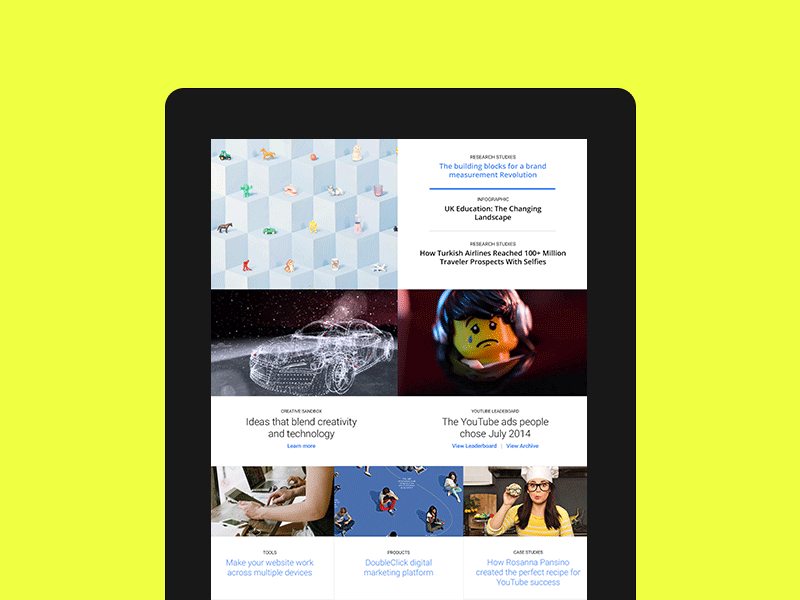 RESEARCH STUDIES
The building blocks for a brand
measurement Revolution
INFOGRAPHIC
UK Education: The Changing
Landscape
RESEARCH STUDIES
How Turkish Airlines Reached 100+ Million
Traveler Prospects With Selfies
CREATIVE SANDBOX
Ideas that blend creativity
and technology
Learn more
YOUTUBE LEADERBOARD
The YouTube ads people
chose July 2014
View Leaderboard | View Archive
TOOLS
Make your website work
across multiple devices
PRODUCTS
DoubleClick digital
marketing platform
CASE STUDIES
How Rosanna Pansino
created the perfect recipe for
YouTube success